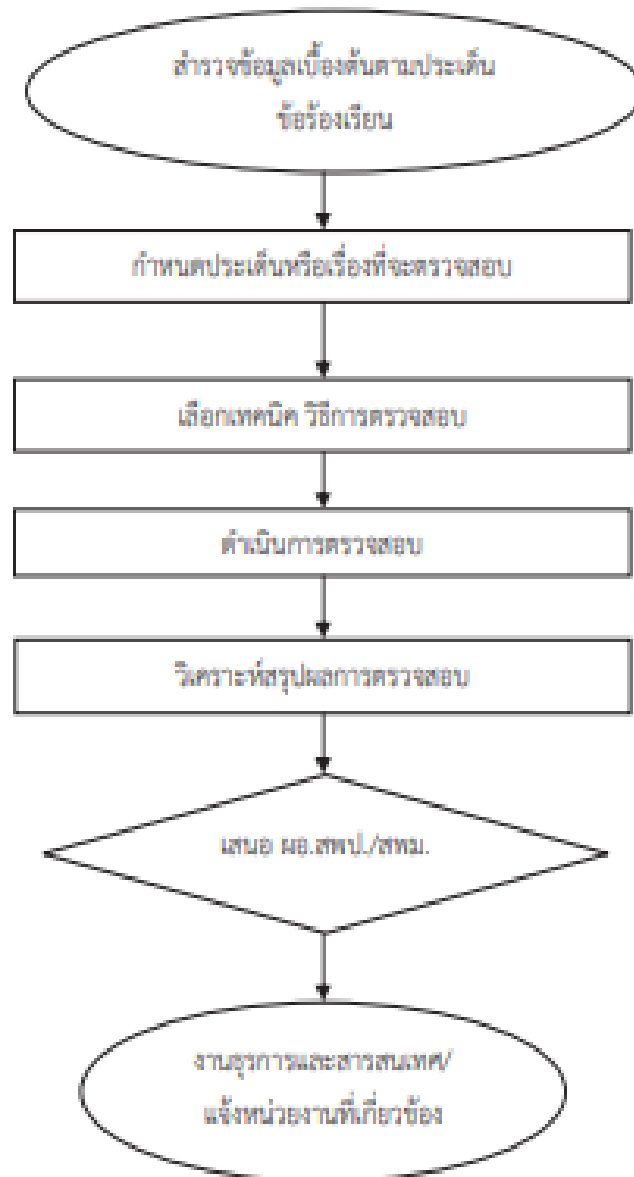 สำรวจข้อมูลเบื้องต้นตามประเด็น
ข้อร้องเรียน
กำหนดประเด็นหรือเรื่องที่จะตรวจสอบ
เลือกเทคนิค วิธีการตรวจสอบ
ดำเนินการตรวจสอบ
วิเคราะห์สรุปผลการตรวจสอบ
เสนอ ผอ.สพป./สพม.
งานธุรการและสารสนเทศ/
แจ้งหน่วยงานที่เกี่ยวข้อง